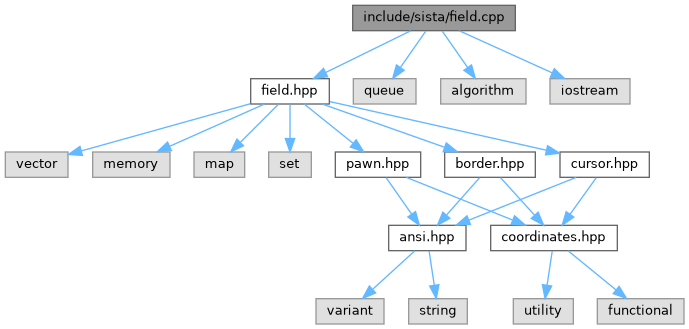 include/sista/field.cpp
field.hpp
queue
algorithm
iostream
vector
memory
map
set
pawn.hpp
border.hpp
cursor.hpp
ansi.hpp
coordinates.hpp
variant
string
utility
functional